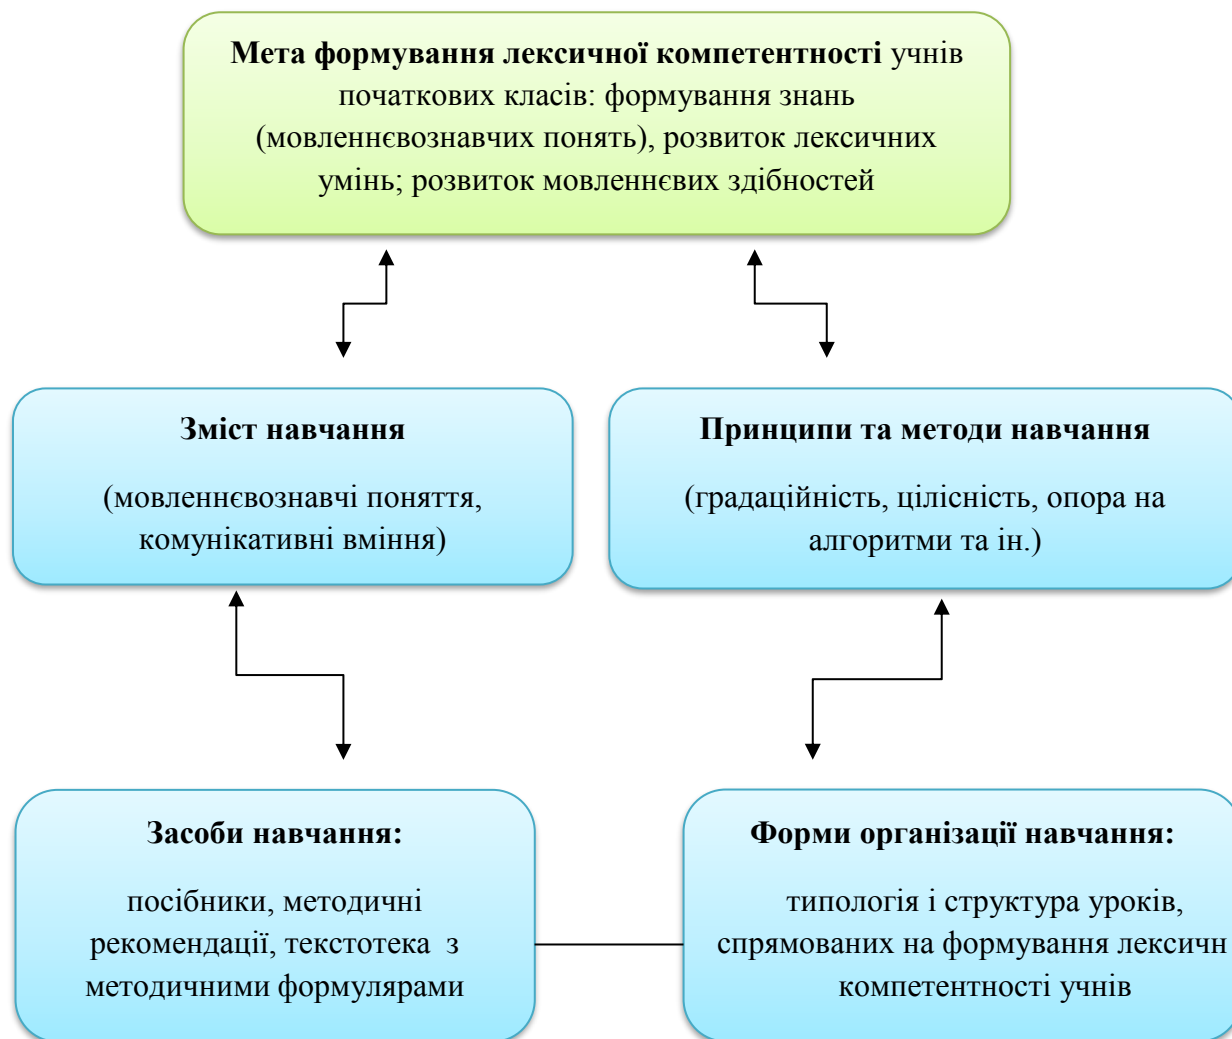 Мета формування лексичної компетентності учнів
початкових класів: формування знань
(мовленнєвознавчих понять), розвиток лексичних
умінь; розвиток мовленнєвих здібностей
Зміст навчання
(мовленнєвознавчі поняття,
комунікативні вміння)
Принципи та методи навчання
(градаційність, цілісність, опора на
алгоритми та ін.)
Засоби навчання:
посібники, методичні
рекомендації, текстотека з
методичними формулярами
Форми організації навчання:
типологія і структура уроків,
спрямованих на формування лексичн
компетентності учнів